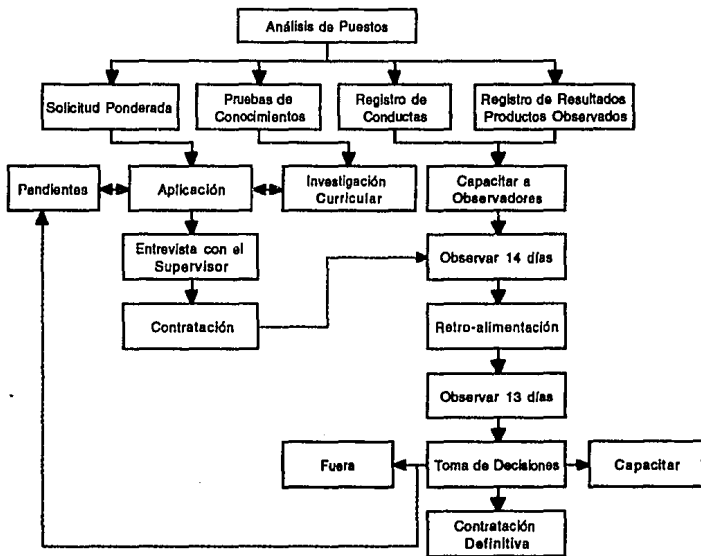 Análisis de Puestos
Solicitud Ponderada
Pruebas de
Conocimientos
Registro de
Conductas
Registro de Resultados
Productos Observados
Pendientes
Aplicación
Investigación
Curricular
Capacitar a
Observadores
Entrevista con el
Supervisor
Observar 14 días
Contratación
Retro-alimentación
Observar 13 días
Fuera
Toma de Decisiones
Capacitar
Contratación
Definitiva